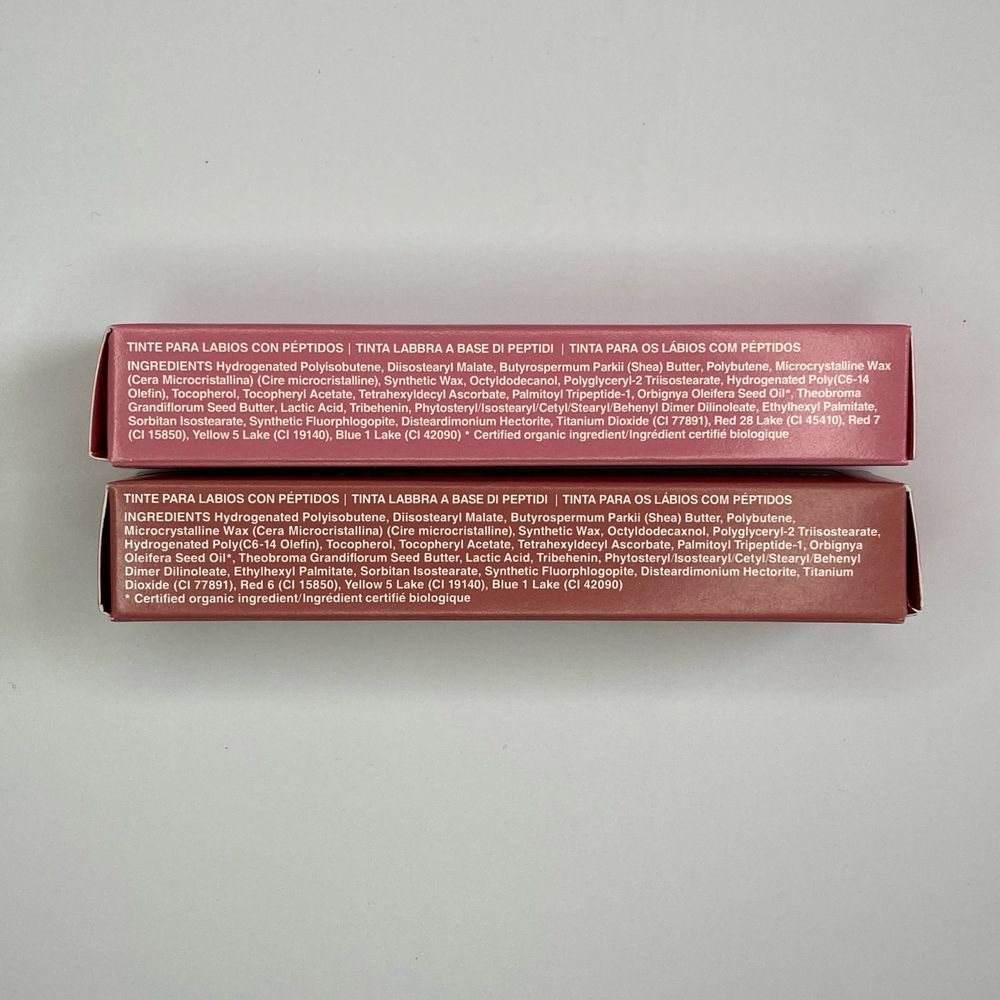 TINTE PARA LABIOS CON PÉPTIDOS | TINTA LABBRA A BASE DI PEPTIDI | TINTA PARA OS LÁBIOS COM PÉPTIDOS
INGREDIENTS Hydrogenated Polyisobutene, Diisostearyl Malate, Butyrospermum Parkii (Shea) Butter, Polybutene, Microcrystalline Wax
(Cera Microcristallina) (Cire microcristalline), Synthetic Wax, Octyldodecanol, Polyglyceryl-2 Triisostearate, Hydrogenated Poly(C6-14
Olefin), Tocopherol, Tocopheryl Acetate, Tetrahexyldecyl Ascorbate, Palmitoyl Tripeptide-1, Orbignya Oleifera Seed Oil*, Theobroma
Grandiflorum Seed Butter, Lactic Acid, Tribehenin, Phytosteryl/Isostearyl/Cetyl/Stearyl/Behenyl Dimer Dilinoleate, Ethylhexyl Palmitate,
Sorbitan Isostearate, Synthetic Fluorphlogopite, Disteardimonium Hectorite, Titanium Dioxide (CI 77891), Red 28 Lake (CI 45410), Red 7
(CI 15850), Yellow 5 Lake (CI 19140), Blue 1 Lake (CI 42090) * Certified organic ingredient/Ingrédient certifié biologique
TINTE PARA LABIOS CON PÉPTIDOS | TINTA LABBRA A BASE DI PEPTIDI | TINTA PARA OS LÁBIOS COM PÉPTIDOS
INGREDIENTS Hydrogenated Polyisobutene, Diisostearyl Malate, Butyrospermum Parkii (Shea) Butter, Polybutene,
Microcrystalline Wax (Cera Microcristallina) (Cire microcristalline), Synthetic Wax, Octyldodecaxnol, Polyglyceryl-2 Triisostearate,
Hydrogenated Poly(C6-14 Olefin), Tocopherol, Tocopheryl Acetate, Tetrahexyldecyl Ascorbate, Palmitoyl Tripeptide-1, Orbignya
Oleifera Seed Oil*, Theobroma Grandiflorum Seed Butter, Lactic Acid, Tribehenin, Phytosteryl/Isostearyl/Cetyl/Stearyl/Behenyl
Dimer Dilinoleate, Ethylhexyl Palmitate, Sorbitan Isostearate, Synthetic Fluorphlogopite, Disteardimonium Hectorite, Titanium
Dioxide (CI 77891), Red 6 (CI 15850), Yellow 5 Lake (CI 19140), Blue 1 Lake (CI 42090)
* Certified organic ingredient/Ingrédient certifié biologique